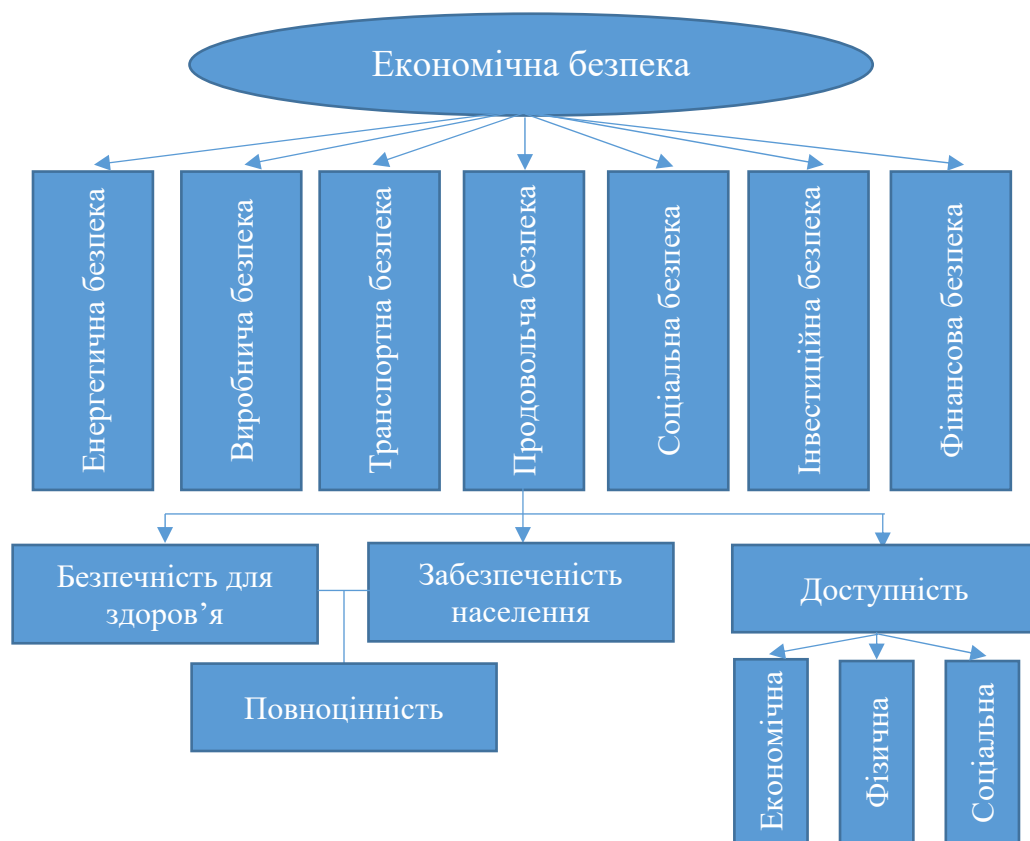 Економічна безпека
Енергетична безпека
Виробнича безпека
Транспортна безпека
Продовольча безпека
Соціальна безпека
Інвестиційна безпека
Фінансова безпека
Безпечність для
здоров’я
Забезпеченість
населення
Доступність
Повноцінність
Економічна
Фізична
Соціальна